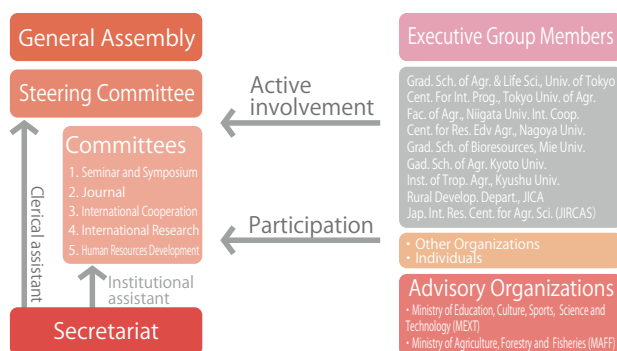 General Assembly
Steering Committee
Committees
1. Seminar and Symposium
2. Journal
3. International Cooperation
4. International Research
5. Human Resources Development
Clerical assistant
Institutional
assistant
Secretariat
Active
involvement
Participation
Executive Group Members
Grad. Sch. of Agr. & Life Sci., Univ. of Tokyo
Cent. For Int. Prog., Tokyo Univ. of Agr.
Fac. of Agr., Niigata Univ. Int. Coop.
Cent. for Res. Edv Agr., Nagoya Univ.
Grad. Sch. of Bioresources, Mie Univ.
Gad. Sch. of Agr. Kyoto Univ.
Inst. of Trop. Agr., Kyushu Univ.
Rural Develop. Depart., JICA
Jap. Int. Res. Cent. for Agr. Sci. (JIRCAS)
・Other Organizations
・Individuals
Advisory Organizations
・Ministry of Education, Culture, Sports, Science and
Technology (MEXT)
・Ministry of Agriculture, Forestry and Fisheries (MAFF)